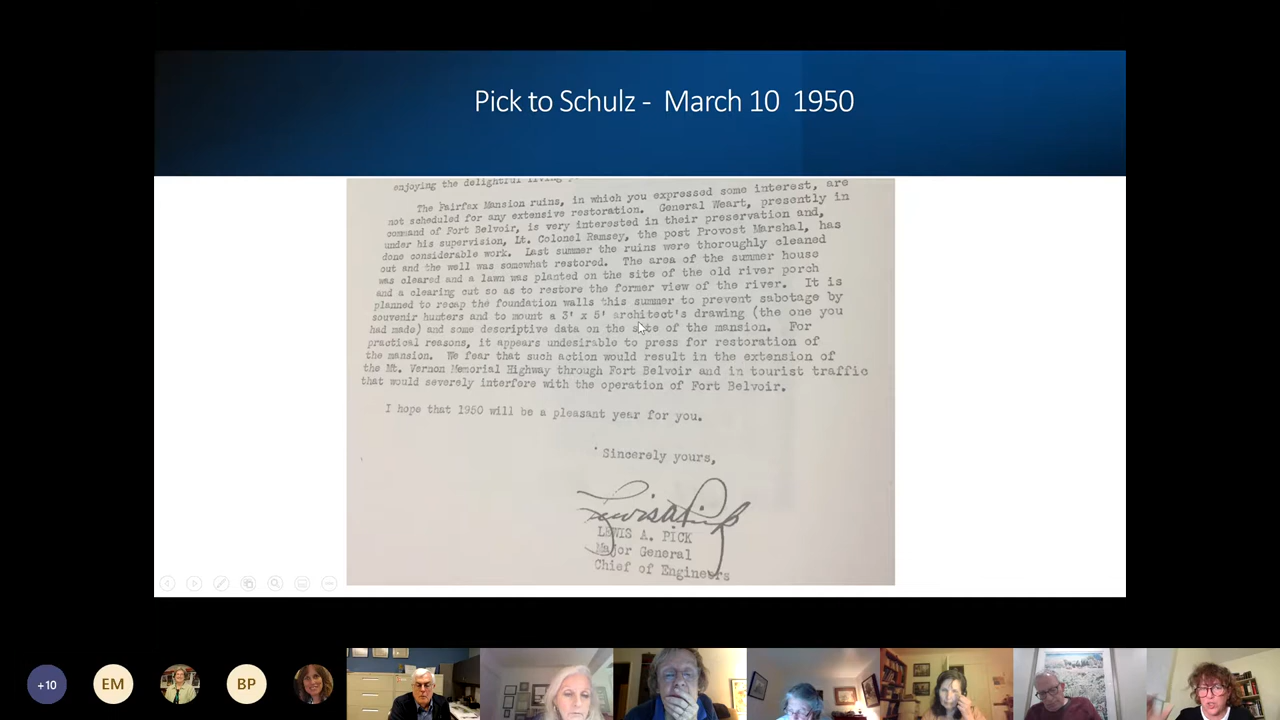 Pick to Schulz - March 10 1950
enjoying the delightful living
The Fairfax Mansion ruins, in which you expressed some interest, are
not scheduled for any extensive restoration. General Weart, presently in
command of Fort Belvoir, is very interested in their preservation and,
under his supervision, Lt. Colonel Ramsey, the post Provost Marshal, has
done considerable work. Last summer the ruins were thoroughly cleaned
out and the well was somewhat restored. The area of the summer house
was cleared and a lawn was planted on the site of the old river porch
and a clearing cut so as to restore the former view of the river. It is
planned to recap the foundation walls this summer to prevent sabotage by
souvenir hunters and to mount a 3' x 5' architect's drawing (the one you
had made) and some descriptive data on the site of the mansion. For
practical reasons, it appears undesirable to press for restoration of
the mansion. We fear that such action would result in the extension of
the Mt. Vernon Memorial Highway through Fort Belvoir and in tourist traffic
that would severely interfere with the operation of Fort Belvoir.
I hope that 1950 will be a pleasant year for you.
Sincerely yours,
Lewis A Pick
LEWIS A. PICK
Major General
Chief of Engineers
+10
EM
BP